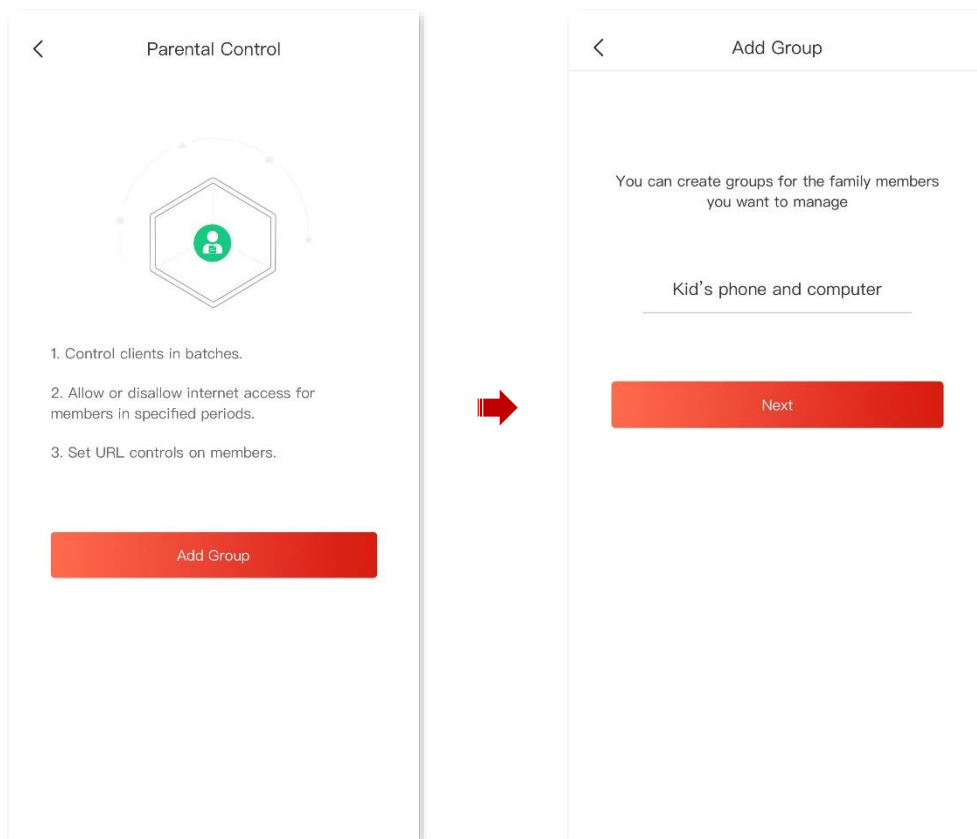 Parental Control
1. Control clients in batches.
2. Allow or disallow internet access for
members in specified periods.
3. Set URL controls on members.
Add Group
Add Group
You can create groups for the family members
you want to manage
Kid's phone and computer
Next